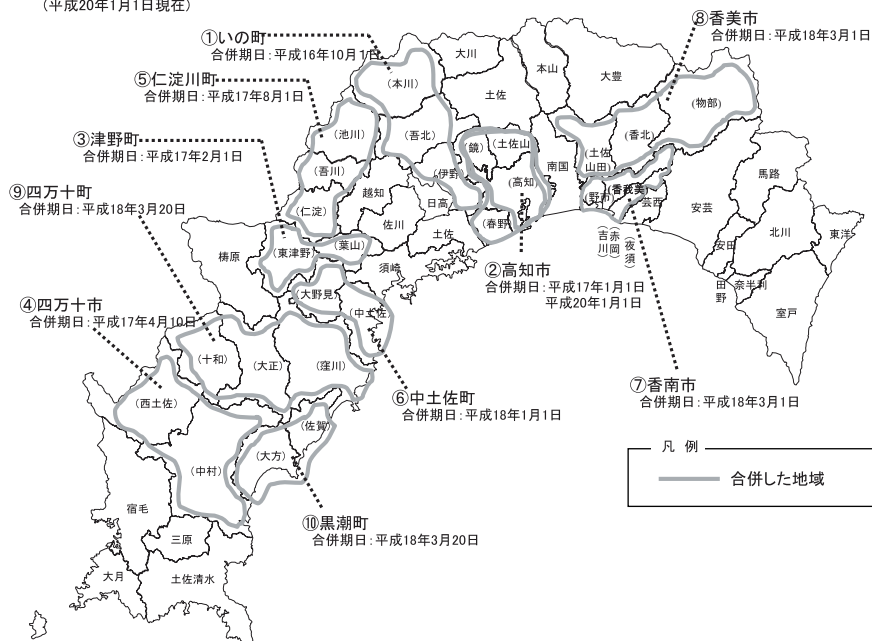 （平成20年1月1日現在）
①いの町
合併期日：平成16年10月1日
⑤仁淀川町
合併期日：平成17年8月1日
③津野町
合併期日：平成17年2月1日
⑨四万十町
合併期日：平成18年3月20日
④四万十市
合併期日：平成17年4月10日
⑧香美市
合併期日：平成18年3月1日
（本川）
大川
本山
大豊
土佐
（物部）
（池川）
（吾北）
（鏡）
（土佐山）
（土佐
山田）
（香北）
（吾川）
（伊野）
（高知）
南国
（野市）
（香我美）
芸西
馬路
越知
日高
（仁淀）
佐川
土佐
（春野）
（吉川）
（赤岡）
（夜須）
安芸
安田
北川
東洋
田野
奈半利
室戸
梼原
（東津野）
（葉山）
須崎
（大野見）
（中土佐）
②高知市
合併期日：平成17年1月1日
平成20年1月1日
⑦香南市
合併期日：平成18年3月1日
（十和）
（大正）
（窪川）
⑥中土佐町
合併期日：平成18年1月1日
（西土佐）
（佐賀）
（大方）
（中村）
⑩黒潮町
合併期日：平成18年3月20日
宿毛
三原
大月
土佐清水
凡 例
合併した地域